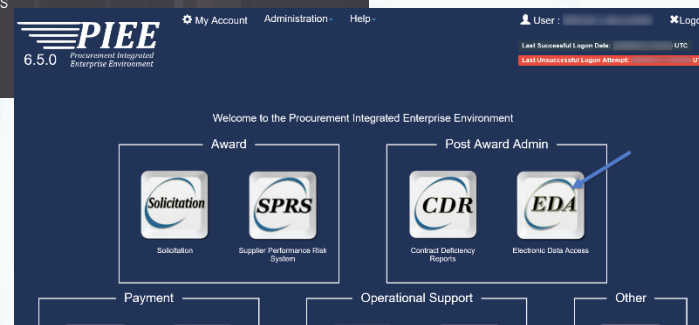 S
PIEE
Procurement Integrated
Enterprise Environment
6.5.0
My Account Administration Help
User :
Logo
Last Successful Logon Date: UTC
Last Unsuccessful Logon Attempt: UT
Welcome to the Procurement Integrated Enterprise Environment
Award
Post Award Admin
Solicitation
SPRS
CDR
EDA
Solicitation
Supplier Performance Risk
System
Contract Deficiency
Reports
Electronic Data Access
Payment
Operational Support
Other